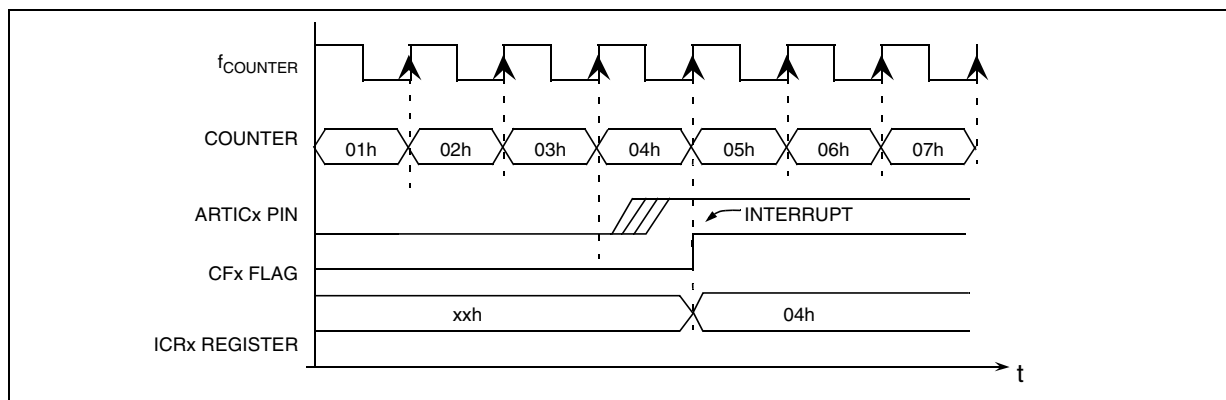 fCOUNTER
COUNTER
01h 02h 03h 04h 05h 06h 07h
ARTICx PIN
INTERRUPT
CFx FLAG
xxh 04h
ICRx REGISTER
t